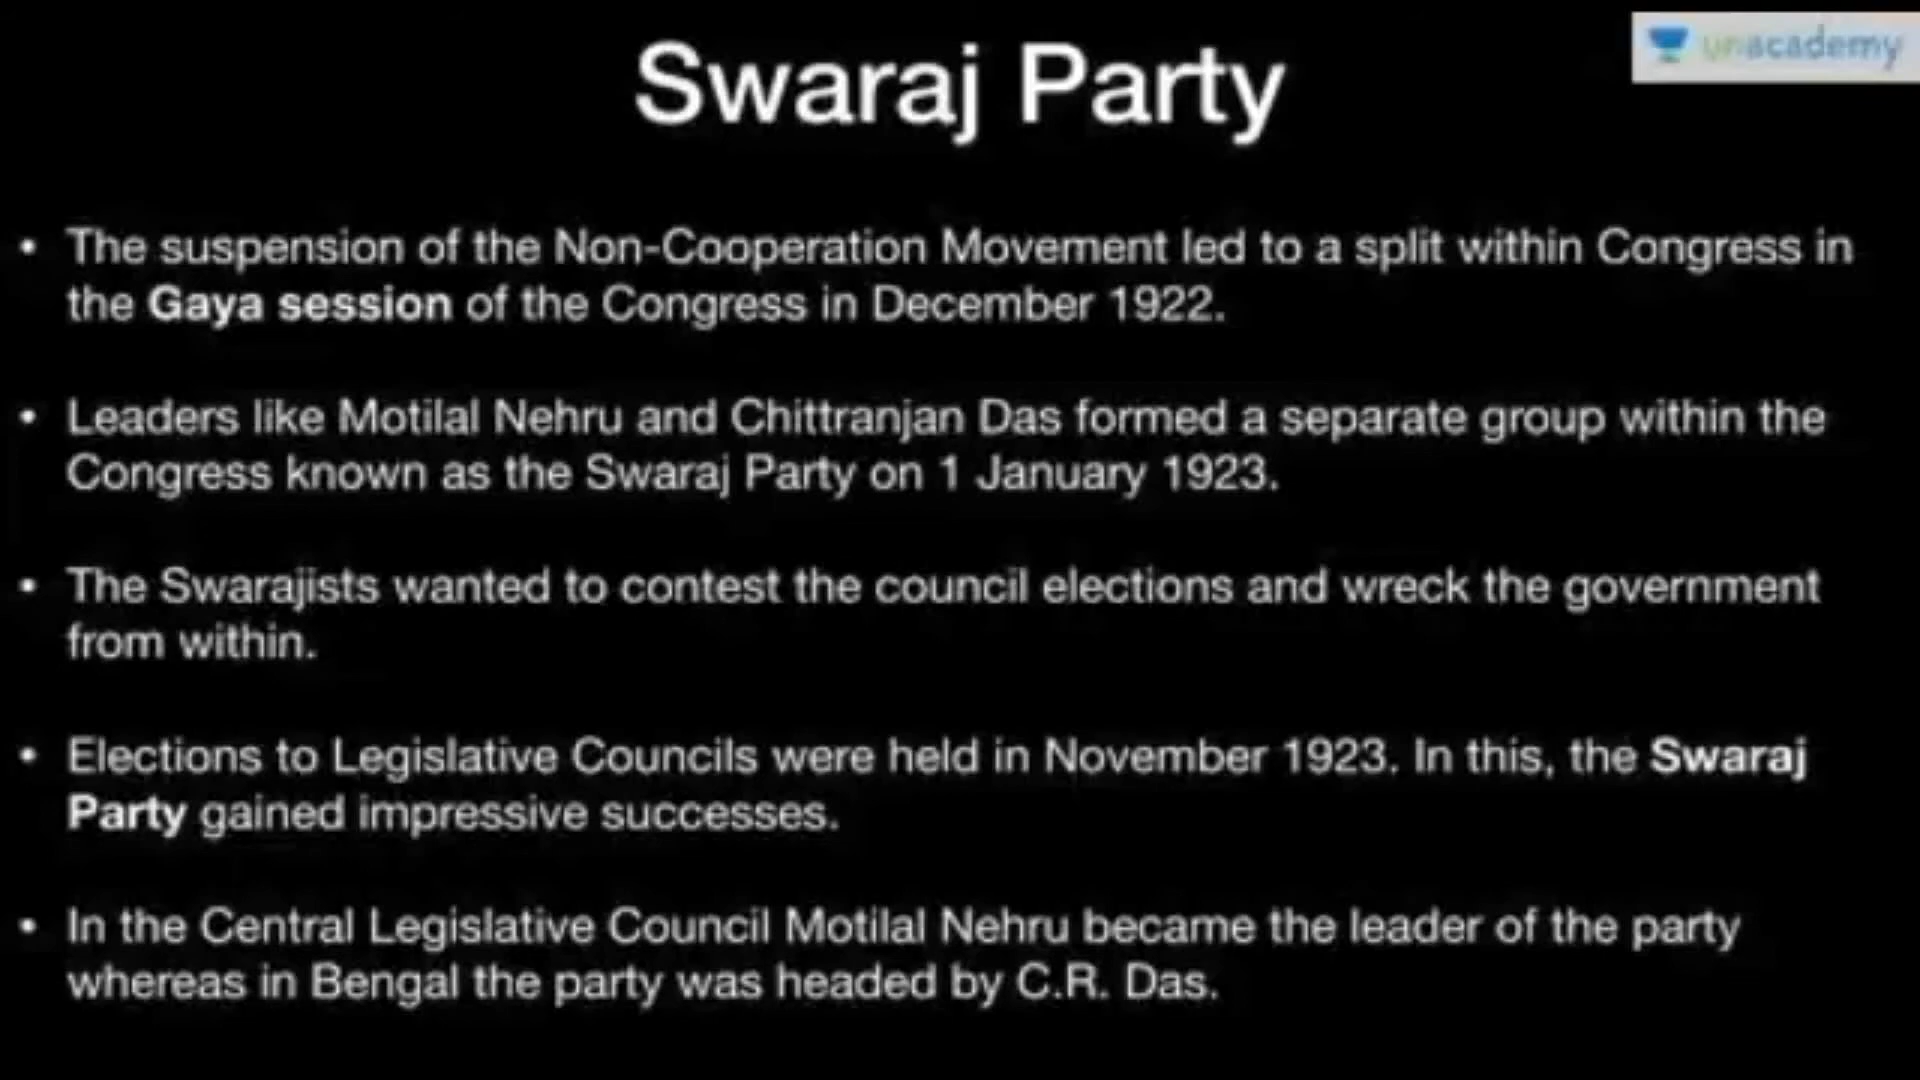 Swaraj Party
unacademy
• The suspension of the Non-Cooperation Movement led to a split within Congress in
the Gaya session of the Congress in December 1922.
• Leaders like Motilal Nehru and Chittranjan Das formed a separate group within the
Congress known as the Swaraj Party on 1 January 1923.
• The Swarajists wanted to contest the council elections and wreck the government
from within.
• Elections to Legislative Councils were held in November 1923. In this, the Swaraj
Party gained impressive successes.
• In the Central Legislative Council Motilal Nehru became the leader of the party
whereas in Bengal the party was headed by C.R. Das.